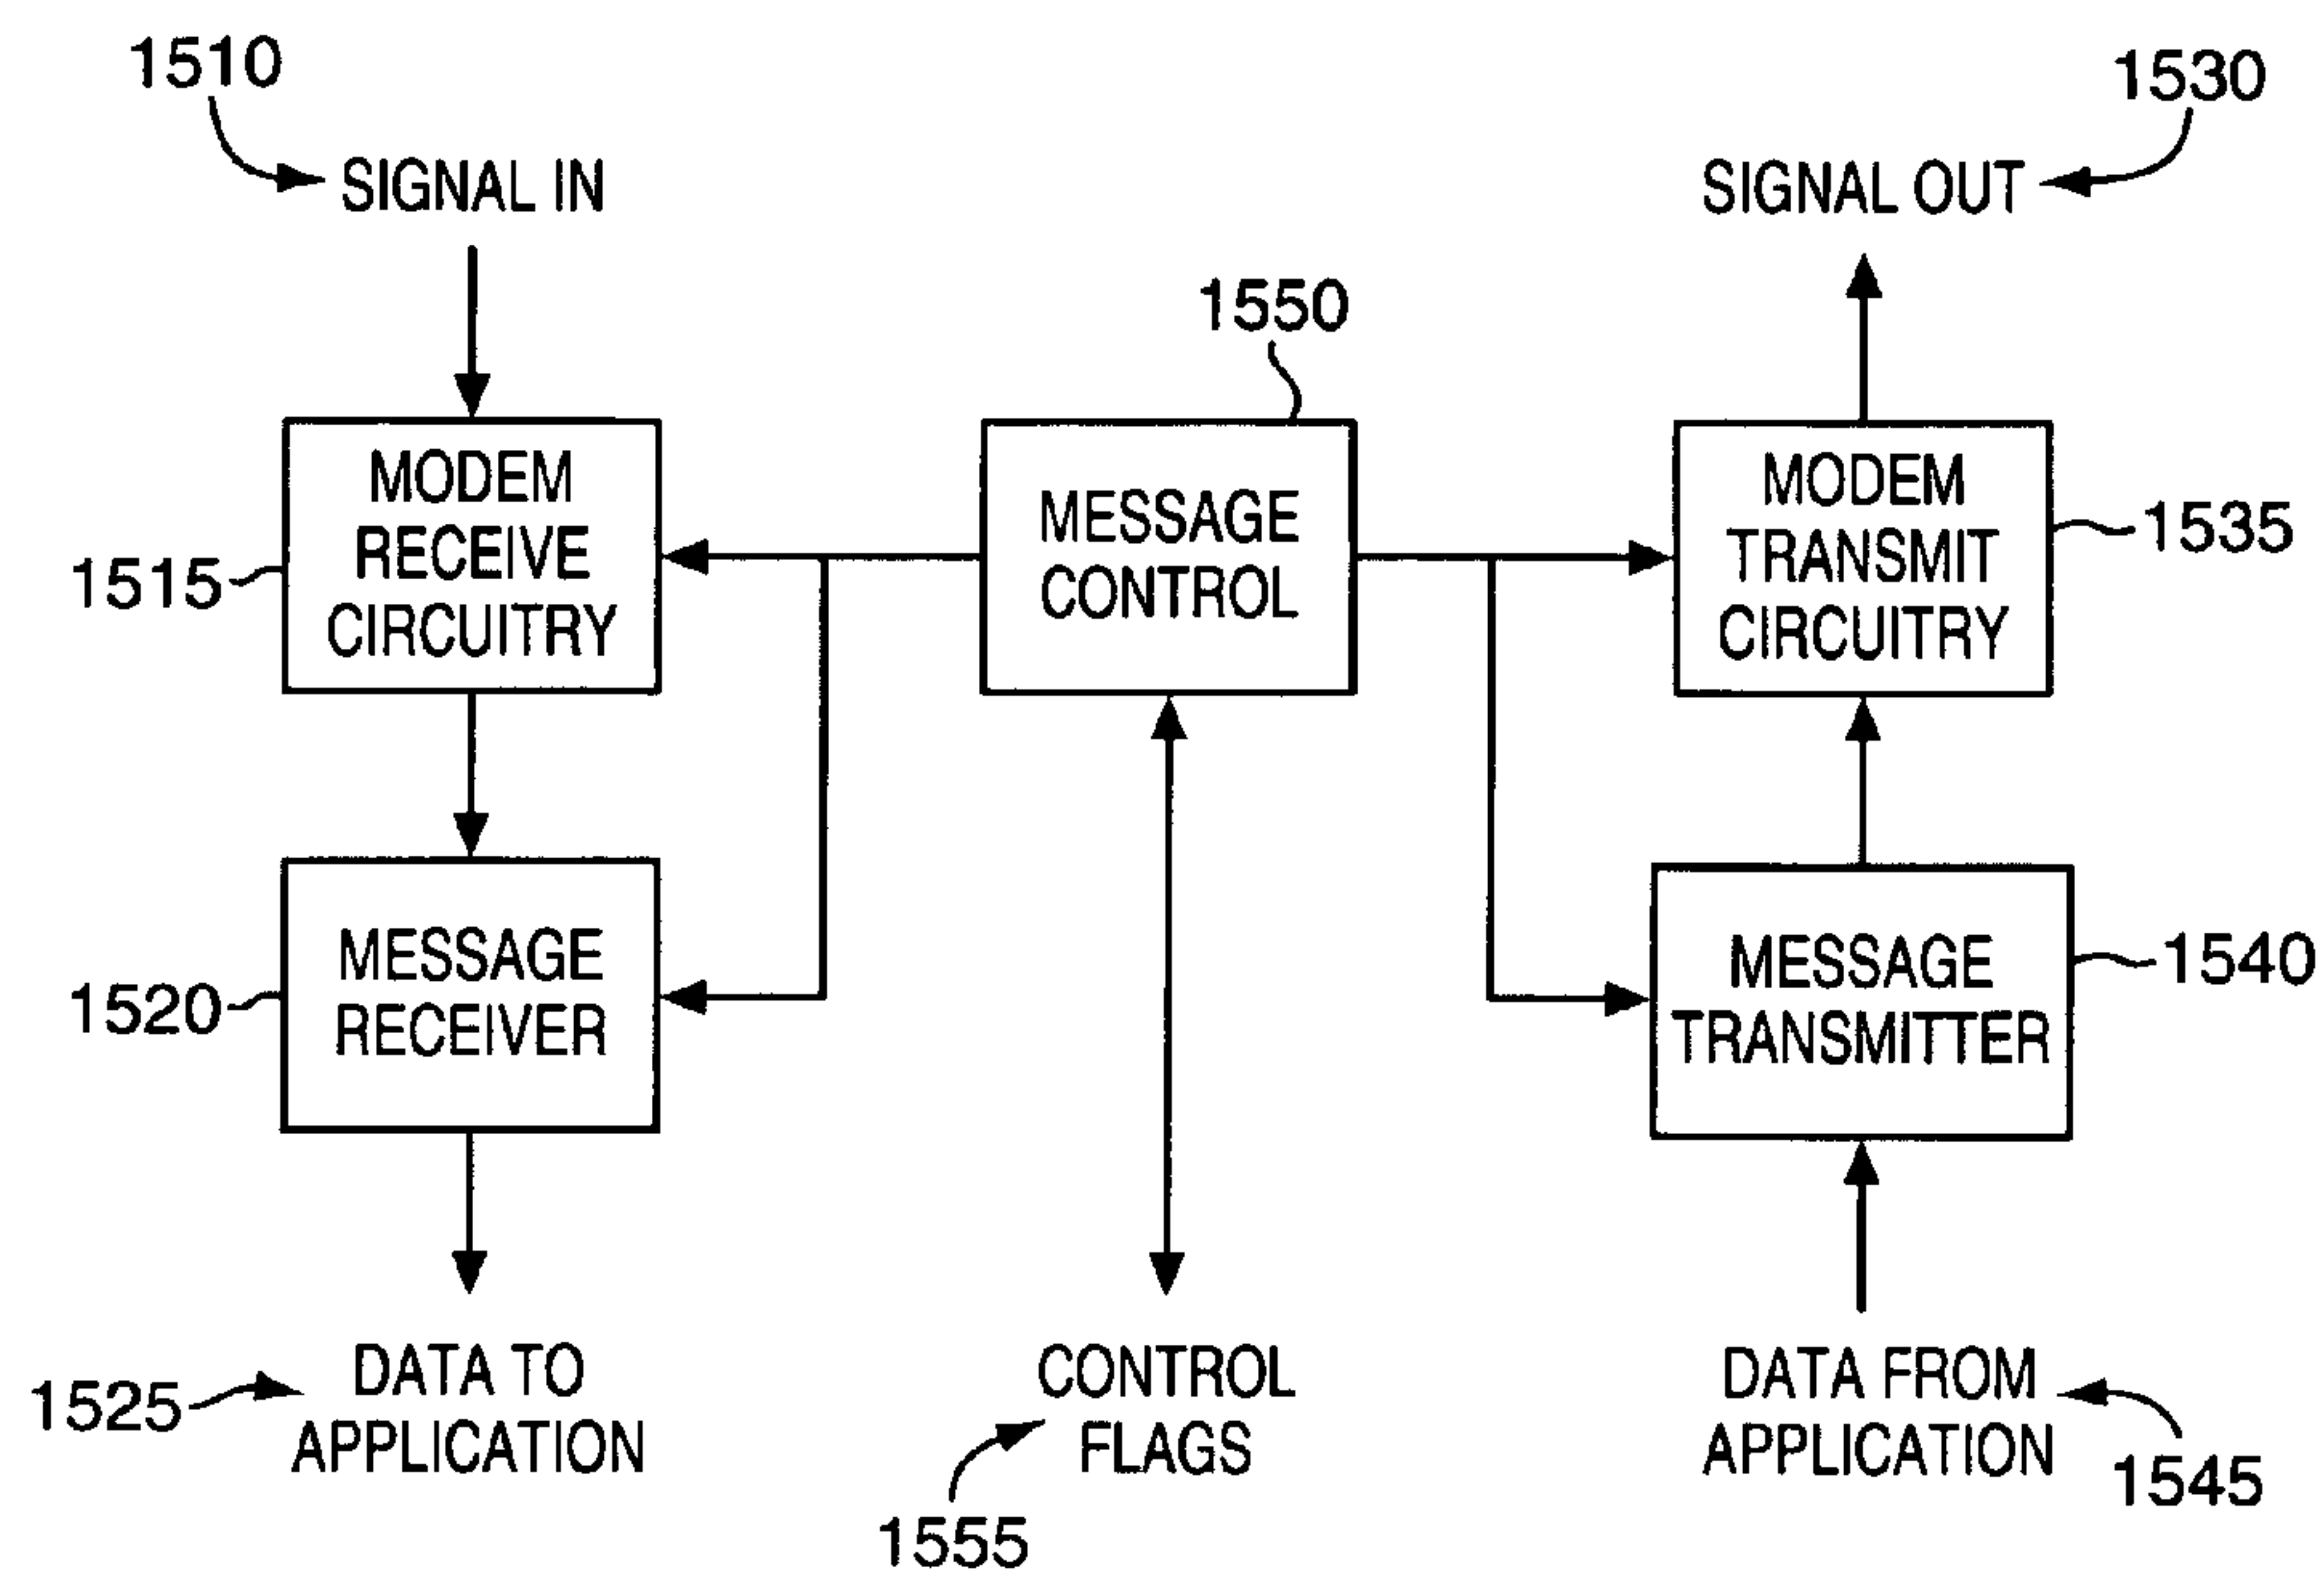 1510
1530
SIGNAL IN
SIGNAL OUT
1550
MODEM
RECEIVE
CIRCUITRY
1515
MESSAGE
CONTROL
MODEM
TRANSMIT
CIRCUITRY
1535
MESSAGE
RECEIVER
1520
MESSAGE
TRANSMITTER
1540
DATA TO
APPLICATION
1525
CONTROL
FLAGS
1555
DATA FROM
APPLICATION
1545